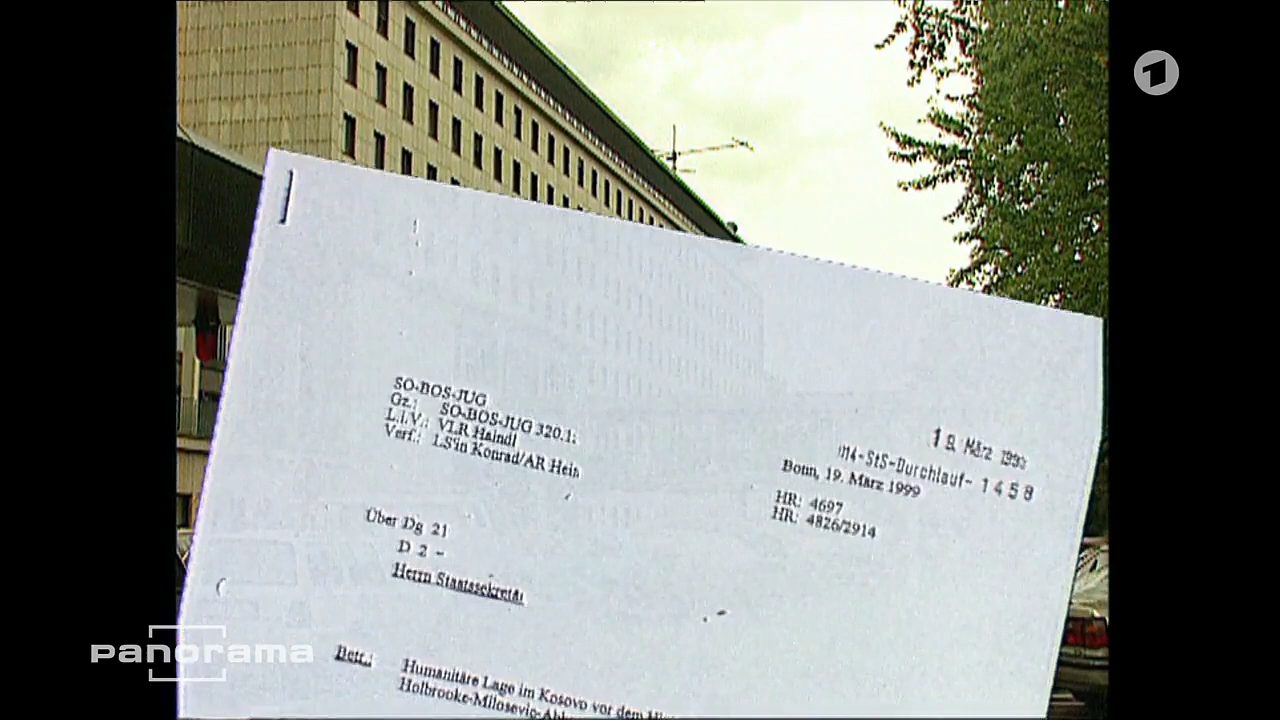 1
SO-BOS-JUG
Gz.: SO-BOS-JUG 320.1:
L.i.V.: VLR Haindl
Verf.: LS'in Konrad/AR Hein
19. März 1999
014-StS-Durchlauf- 1458
Bonn, 19. März 1999
HR: 4697
HR: 4826/2914
Über Dg 21
D 2 -
Herrn Staatssekretär
panorama
Betr.: Humanitäre Lage im Kosovo vor dem
Holbrooke-Milosevic-